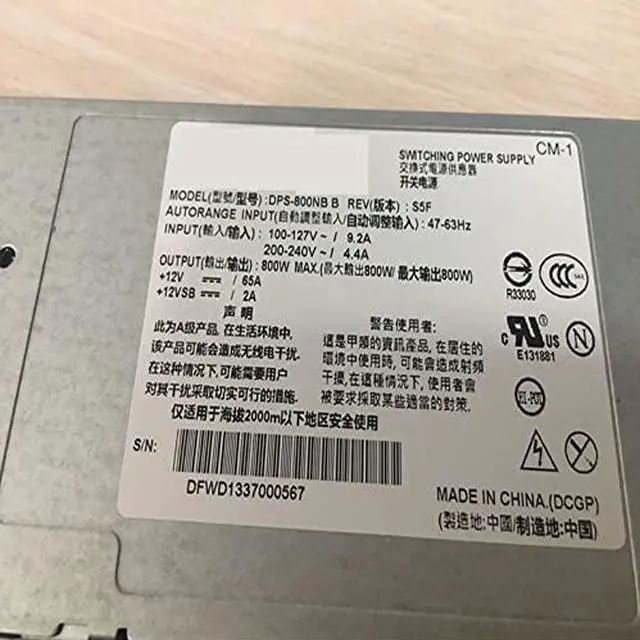 CM-1
SWITCHING POWER SUPPLY
交換式電源供應器
开关电源
MODEL(型號/型号) :DPS-800NB B REV(版本) : S5F
AUTORANGE INPUT(自動調整輸入/自动调整输入) : 47-63Hz
INPUT(輸入/输入) : 100-127V~ / 9.2A
200-240V~ / 4.4A
OUTPUT(輸出/输出) : 800W MAX.(最大輸出800W/ 最大输出800W)
+12V ⎓ / 65A
+12VSB ⎓ / 2A
声 明
此为A级产品, 在生活环境中,
该产品可能会造成无线电干扰.
在这种情况下, 可能需要用户
对其干扰采取切实可行的措施.
警告使用者:
這是甲類的資訊產品, 在居住的
環境中使用時, 可能會造成射頻
干擾, 在這種情況下, 使用者會
被要求採取某些適當的對策.
仅适用于海拔2000m以下地区安全使用
R33030
CCC
S&E
c RU US
®
E131881
N
HI-POT
S/N:
DFWD1337000567
MADE IN CHINA.(DCGP)
(製造地:中國/制造地:中国)